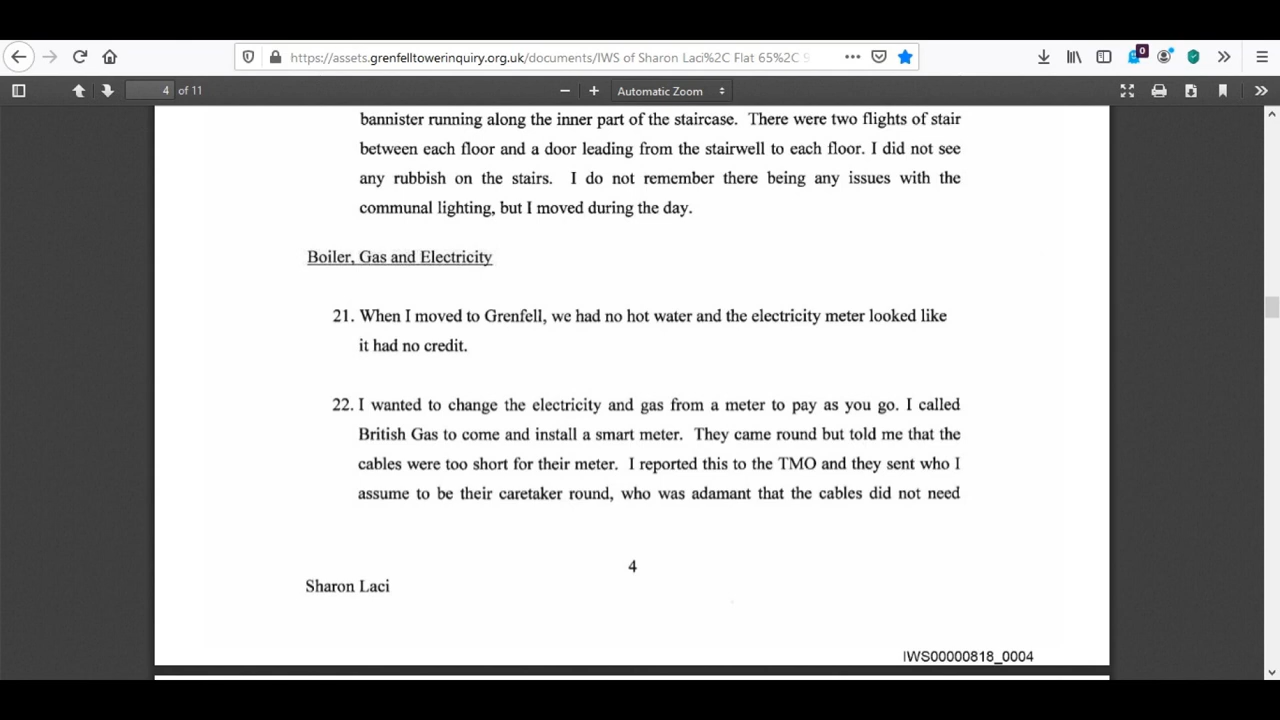 https://assets.grenfelltowerinquiry.org.uk/documents/IWS of Sharon Laci%2C Flat 65%2C
0
4 of 11
Automatic Zoom
bannister running along the inner part of the staircase. There were two flights of stair
between each floor and a door leading from the stairwell to each floor. I did not see
any rubbish on the stairs. I do not remember there being any issues with the
communal lighting, but I moved during the day.
Boiler, Gas and Electricity
21. When I moved to Grenfell, we had no hot water and the electricity meter looked like
it had no credit.
22. I wanted to change the electricity and gas from a meter to pay as you go. I called
British Gas to come and install a smart meter. They came round but told me that the
cables were too short for their meter. I reported this to the TMO and they sent who I
assume to be their caretaker round, who was adamant that the cables did not need
4
Sharon Laci
IWS00000818_0004